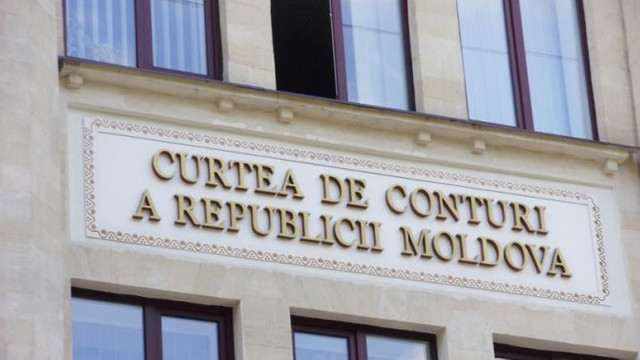 CURTEA DE CONTURI
A REPUBLICII MOLDOVA